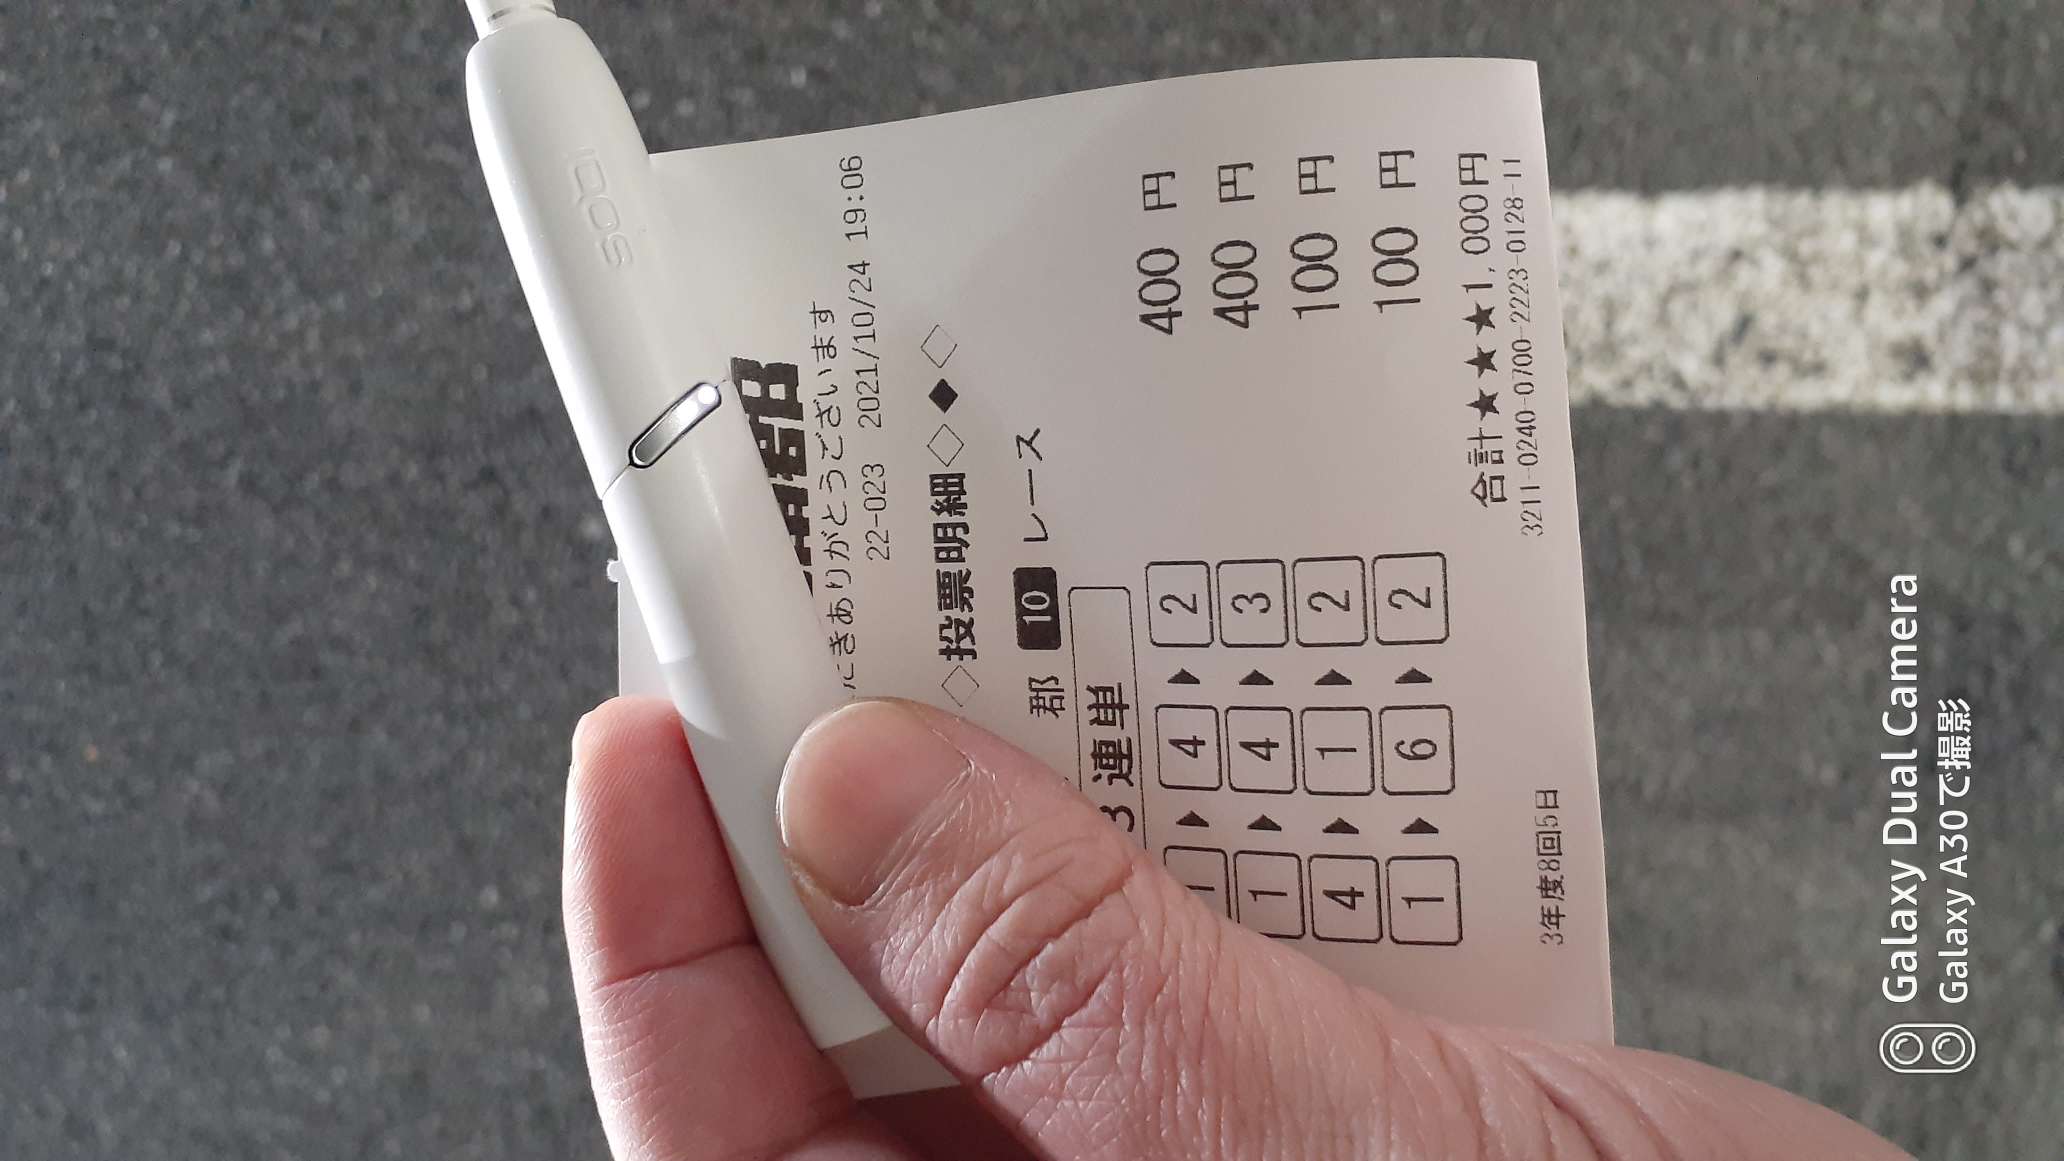 IQOS
にきありがとうございます
22-023 2021/10/24 19:06
◇投票明細◇◆◇
郡 10 レース
3連単
1 ▶ 4 ▶ 2 400 円
1 ▶ 4 ▶ 3 400 円
4 ▶ 1 ▶ 2 100 円
1 ▶ 6 ▶ 2 100 円
合計★★★★1,000円
3211-0240-0700-2223-0128-11
3年度8回5日
Galaxy Dual Camera
Galaxy A30で撮影